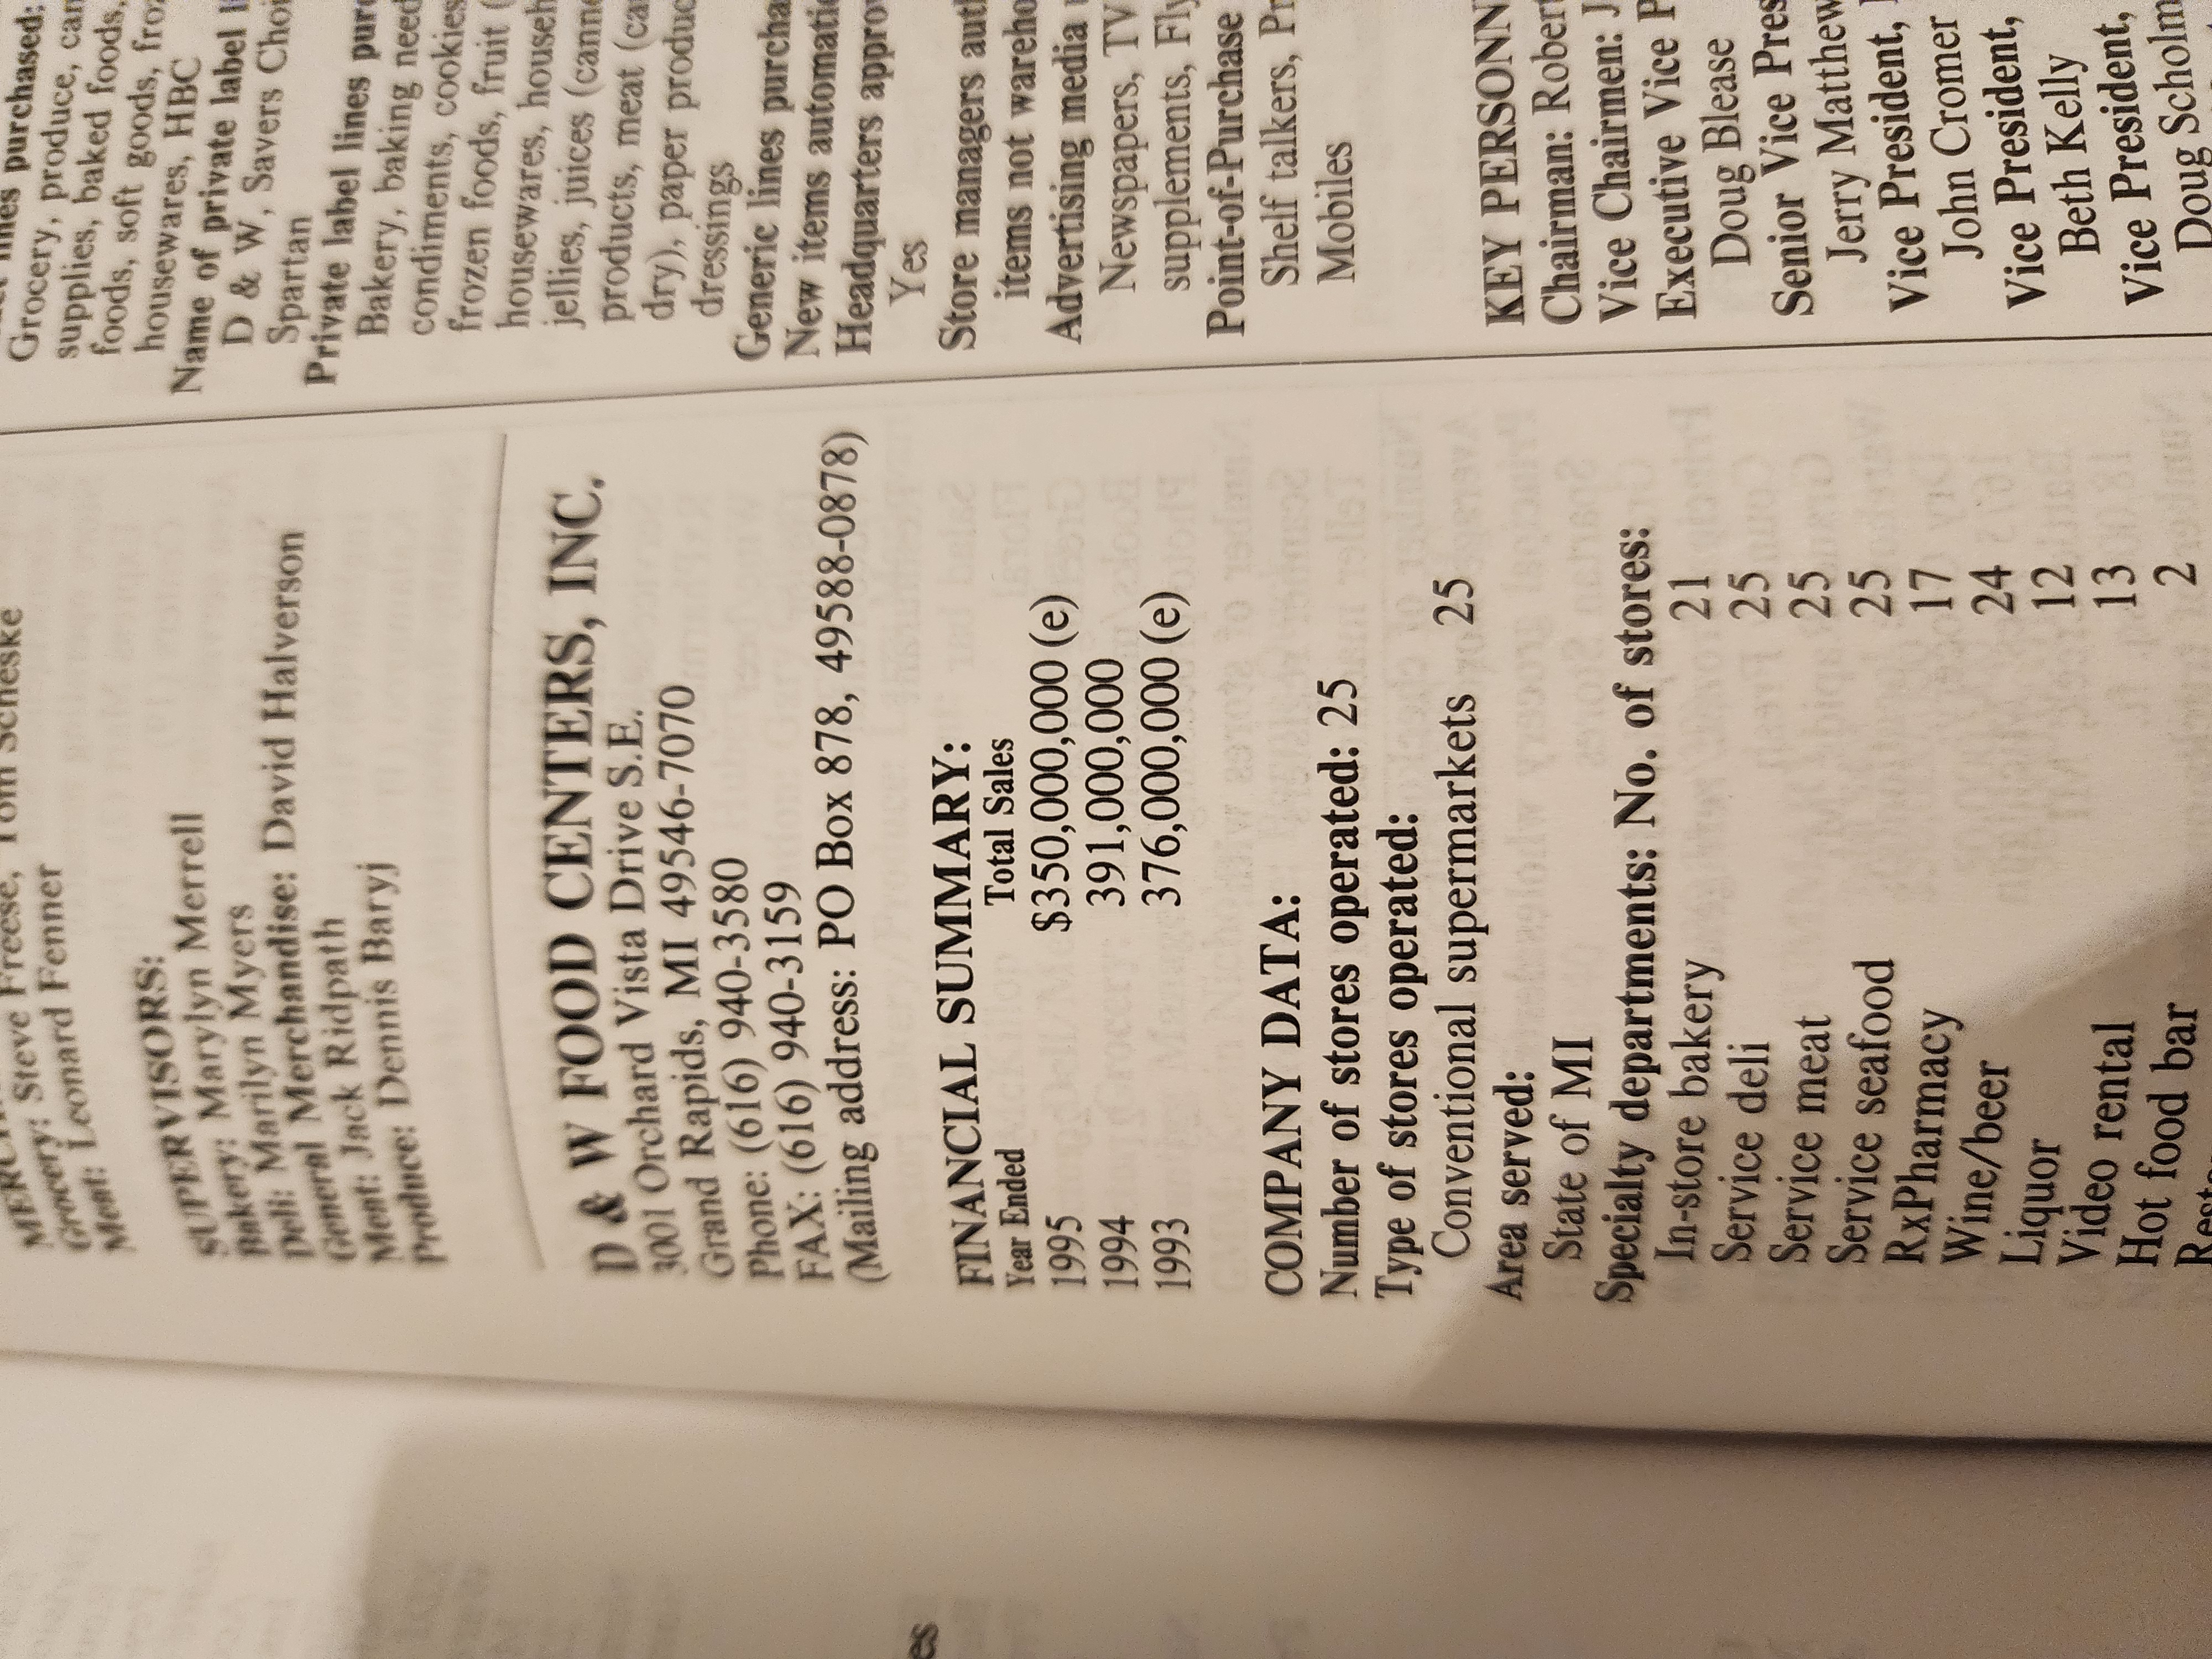 Steve Freese, Tom Scheske
Grocery: Leonard Fenner
Meat:
SUPERVISORS:
Bakery: Marylyn Merrell
Deli: Marilyn Myers
General Merchandise: David Halverson
Meat: Jack Ridpath
Produce: Dennis Baryj
D & W FOOD CENTERS, INC.
3001 Orchard Vista Drive S.E.
Grand Rapids, MI 49546-7070
Phone: (616) 940-3580
FAX: (616) 940-3159
(Mailing address: PO Box 878, 49588-0878)
FINANCIAL SUMMARY:
Year Ended Total Sales
1995 $350,000,000 (e)
1994 391,000,000
1993 376,000,000 (e)
COMPANY DATA:
Number of stores operated: 25
Type of stores operated:
Conventional supermarkets 25
Area served:
State of MI
Specialty departments: No. of stores:
In-store bakery 21
Service deli 25
Service meat 25
Service seafood 25
RxPharmacy 17
Wine/beer 24
Liquor 12
Video rental 13
Hot food bar 2
lines purchased:
Grocery, produce,
supplies, baked foods,
foods, soft goods,
housewares, HBC
Name of private label
D & W, Savers
Spartan
Private label lines
Bakery, baking
condiments, cookies
frozen foods, fruit
housewares,
jellies, juices
products, meat
dry), paper
dressings
Generic lines
New items
Headquarters
Yes
Store managers
items not
Advertising media
Newspapers, TV
supplements,
Point-of-Purchase
Shelf talkers,
Mobiles
KEY
Chairman: Robert
Vice Chairmen:
Executive Vice
Doug Blease
Senior Vice
Jerry
Vice President,
John Cromer
Vice President,
Beth Kelly
Vice President,
Doug
es